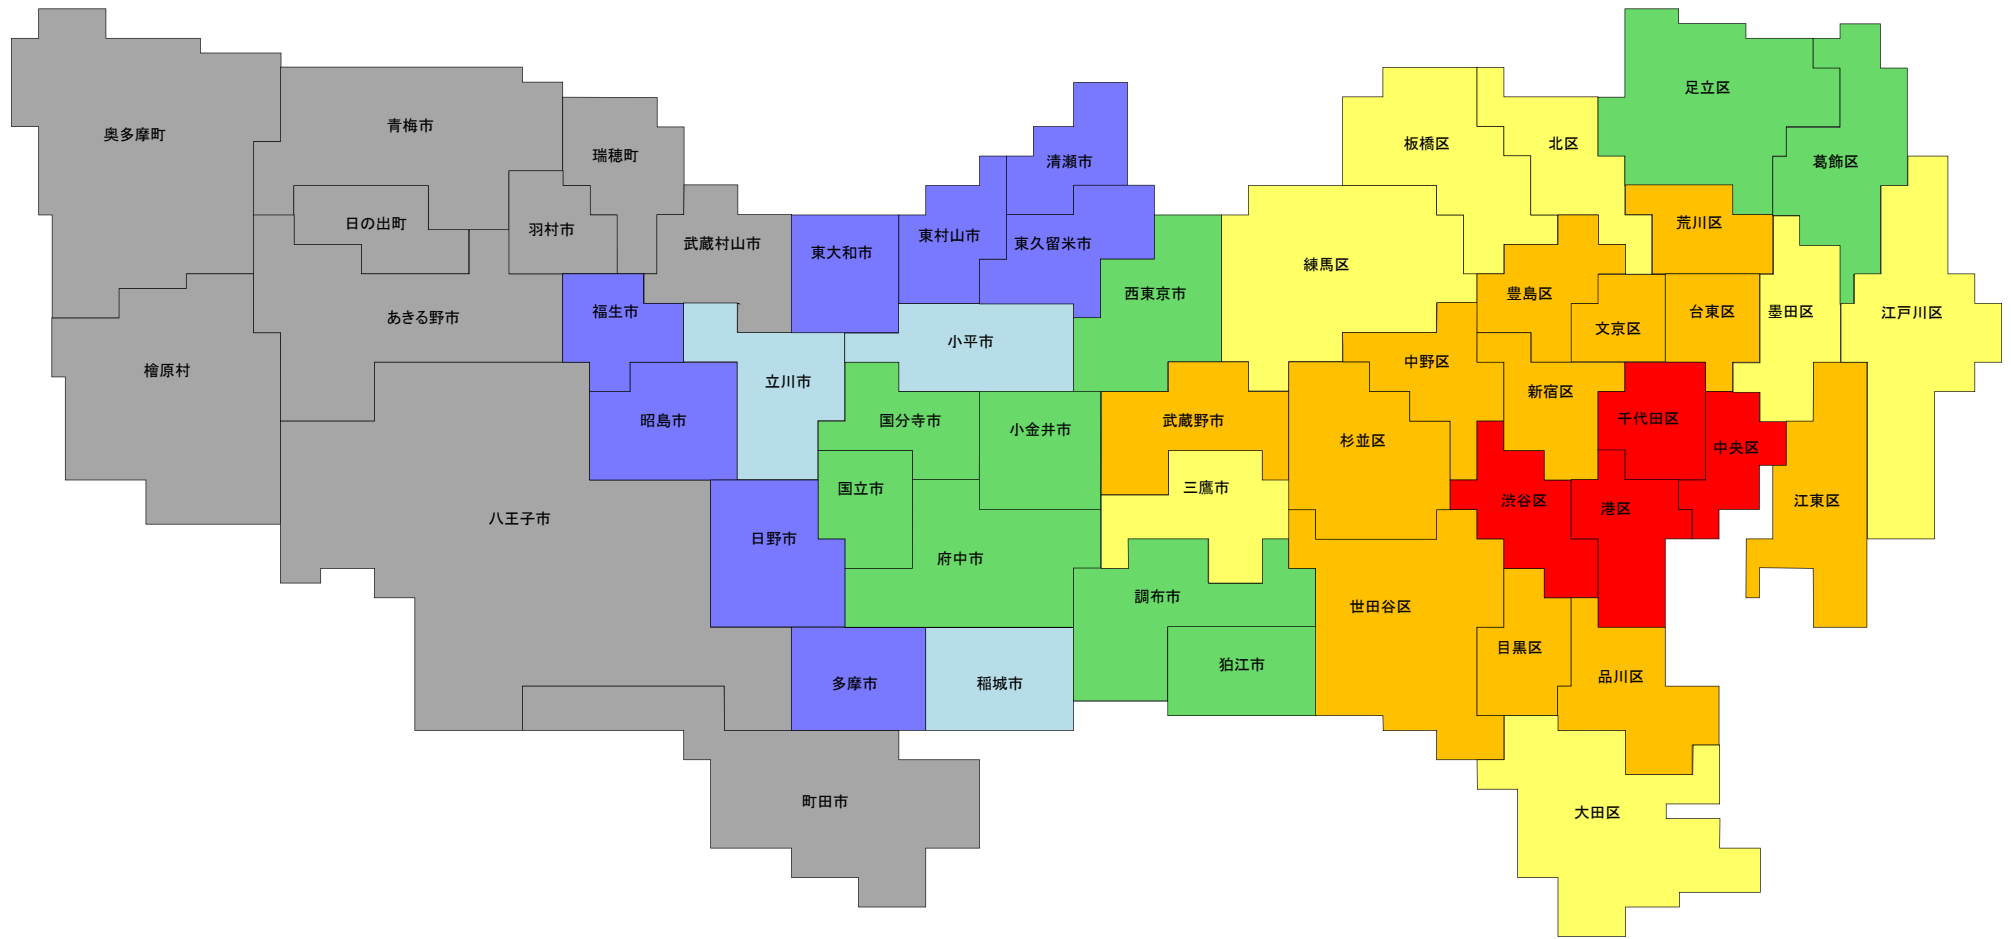 足立区
青梅市
奥多摩町
板橋区
北区
瑞穂町
清瀬市
葛飾区
日の出町
羽村市
荒川区
東村山市
武蔵村山市
東久留米市
東大和市
練馬区
西東京市
豊島区
福生市
台東区
墨田区
江戸川区
あきる野市
文京区
小平市
中野区
檜原村
立川市
新宿区
千代田区
昭島市
国分寺市
武蔵野市
小金井市
杉並区
中央区
三鷹市
国立市
渋谷区
江東区
港区
八王子市
日野市
府中市
調布市
世田谷区
目黒区
狛江市
品川区
多摩市
稲城市
町田市
大田区